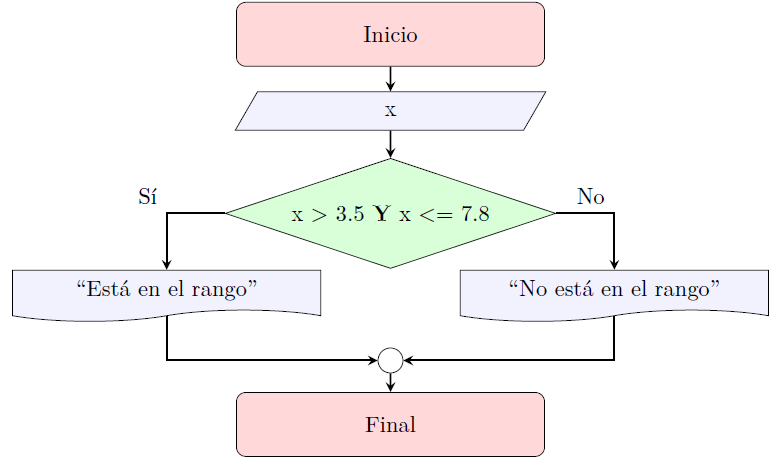 Inicio
x
x > 3.5 Y x <= 7.8
Sí
No
“Está en el rango”
“No está en el rango”
Final